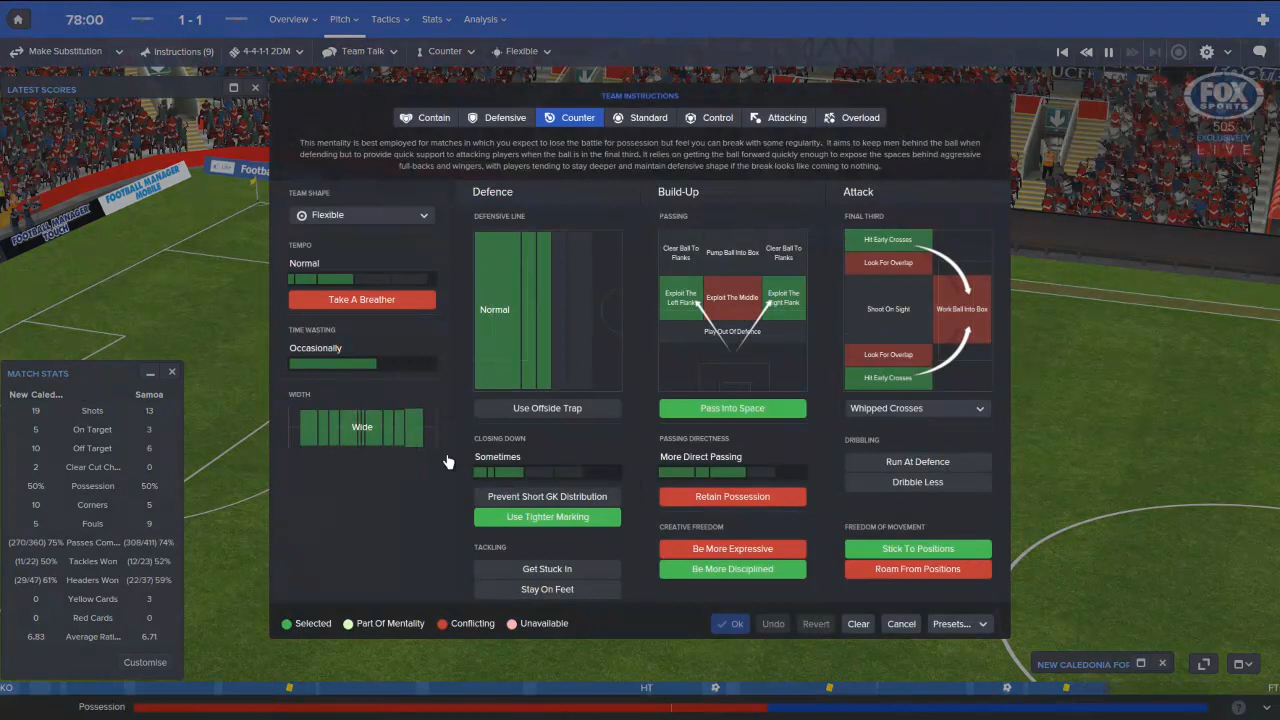 78:00
1 - 1
Overview
Pitch
Tactics
Stats
Analysis
Make Substitution
Instructions (9)
4-4-1-1 2DM
Team Talk
Counter
Flexible
LATEST SCORES
FOX
SPORTS
505
EXCLUSIVELY
LIVE
FOOTBALL MANAGER
TOUCH
FOOTBALL MANAGER
MOBILE
TEAM INSTRUCTIONS
Contain
Defensive
Counter
Standard
Control
Attacking
Overload
This mentality is best employed for matches in which you expect to lose the battle for possession but feel you can break with some regularity. It aims to keep men behind the ball when
defending but to provide quick support to attacking players when the ball is in the final third. It relies on getting the ball forward quickly enough to expose the spaces behind aggressive
full-backs and wingers, with players tending to stay deeper and maintain defensive shape if the break looks like coming to nothing.
TEAM SHAPE
Flexible
TEMPO
Normal
Take A Breather
TIME WASTING
Occasionally
WIDTH
Wide
Defence
DEFENSIVE LINE
Normal
Use Offside Trap
CLOSING DOWN
Sometimes
Prevent Short GK Distribution
Use Tighter Marking
TACKLING
Get Stuck In
Stay On Feet
Build-Up
PASSING
Clear Ball To
Flanks
Pump Ball Into Box
Clear Ball To
Flanks
Exploit The
Left Flank
Exploit The Middle
Exploit The
Right Flank
Play Out Of Defence
Pass Into Space
PASSING DIRECTNESS
More Direct Passing
Retain Possession
CREATIVE FREEDOM
Be More Expressive
Be More Disciplined
Attack
FINAL THIRD
Hit Early Crosses
Look For Overlap
Shoot On Sight
Work Ball Into Box
Look For Overlap
Hit Early Crosses
Whipped Crosses
DRIBBLING
Run At Defence
Dribble Less
FREEDOM OF MOVEMENT
Stick To Positions
Roam From Positions
Selected
Part Of Mentality
Conflicting
Unavailable
Ok
Undo
Revert
Clear
Cancel
Presets...
MATCH STATS
New Caled... Samoa
19 Shots 13
5 On Target 3
10 Off Target 6
2 Clear Cut Ch... 0
50% Possession 50%
10 Corners 5
5 Fouls 9
(270/360) 75% Passes Com... (308/411) 74%
(11/22) 50% Tackles Won (12/23) 52%
(29/47) 61% Headers Won (22/37) 59%
0 Yellow Cards 3
0 Red Cards 0
6.83 Average Rati... 6.71
Customise
NEW CALEDONIA FOR
KO
HT
FT
Possession